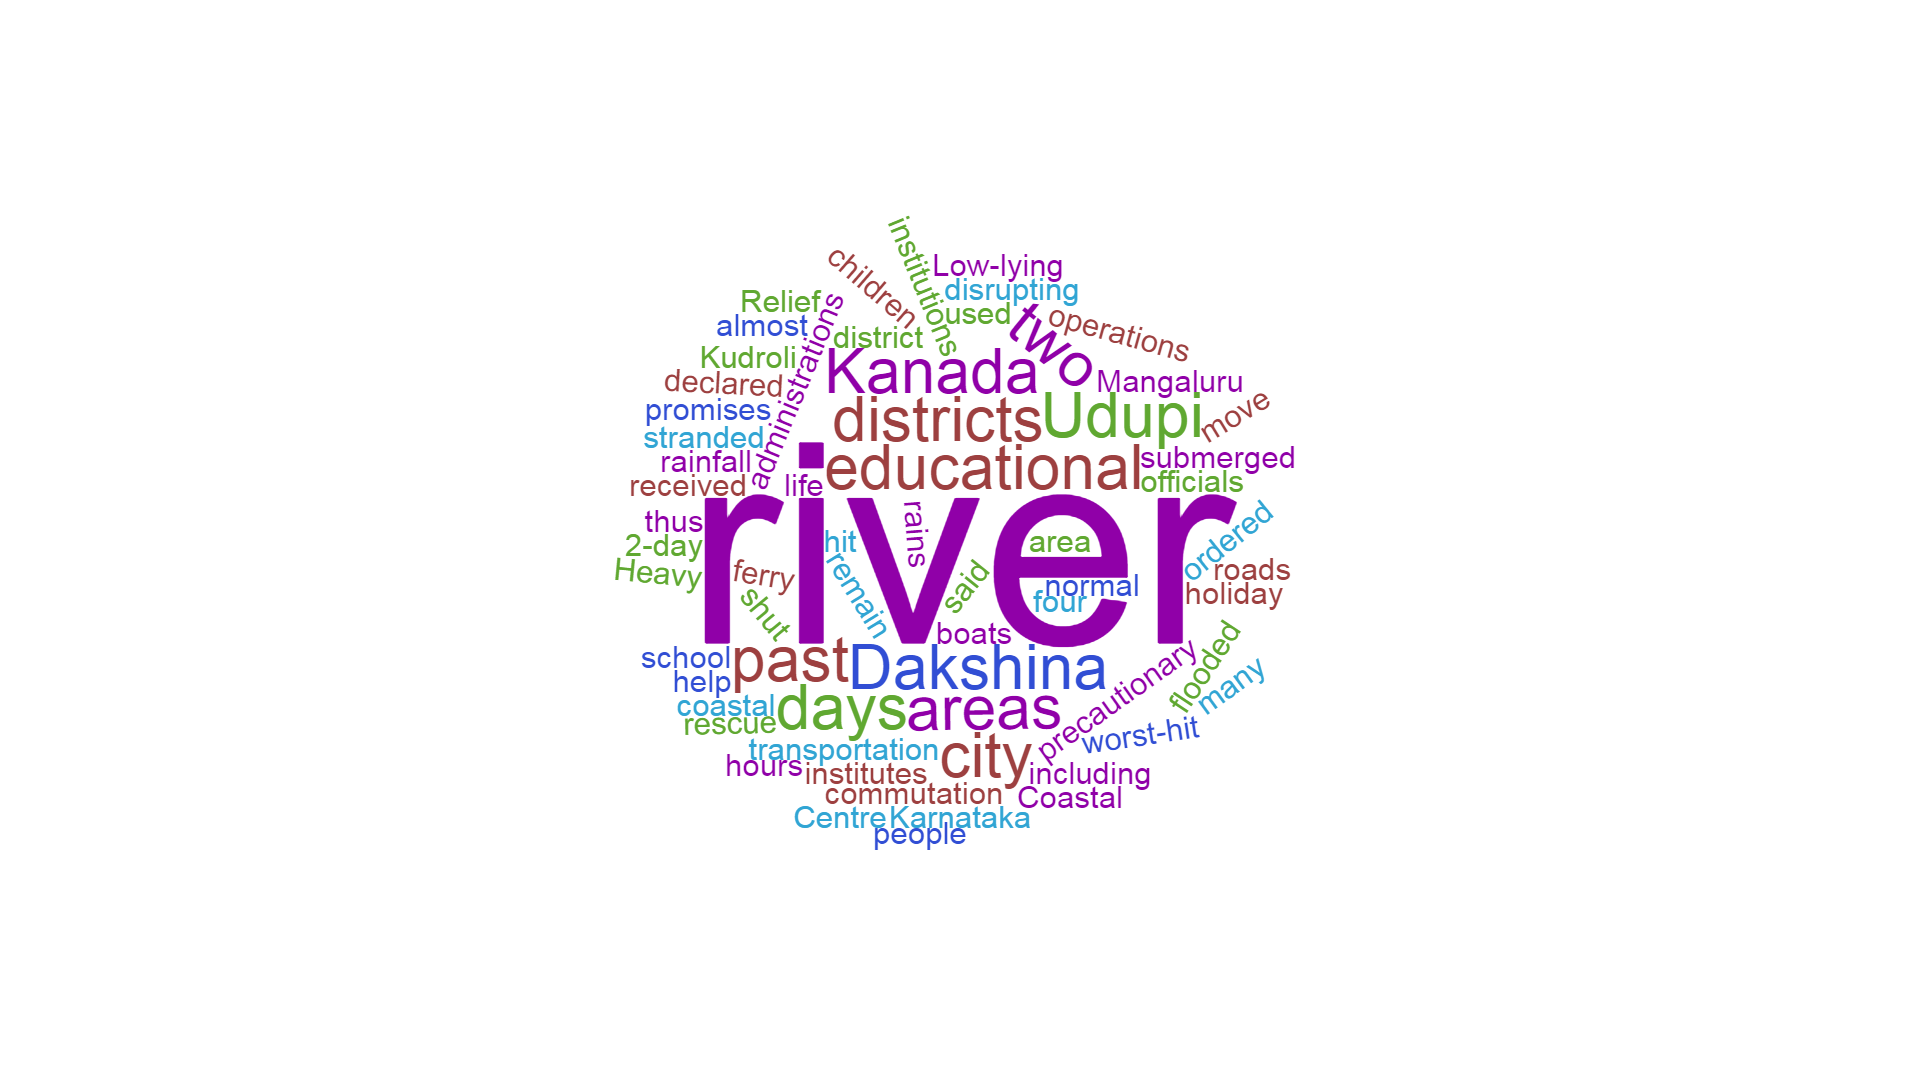 institutions
children
Low-lying
disrupting
Relief
used
two
operations
almost
administrations
district
Kudroli
Kanada
Mangaluru
declared
districts
Udupi
move
promises
stranded
educational
submerged
rainfall
officials
received
life
river
rains
ordered
thus
hit
area
2-day
Heavy
ferry
remain
said
normal
roads
four
holiday
shut
boats
school
past
Dakshina
precautionary
flooded
many
help
coastal
days
areas
rescue
worst-hit
transportation
city
hours
institutes
including
commutation
Coastal
Centre
Karnataka
people